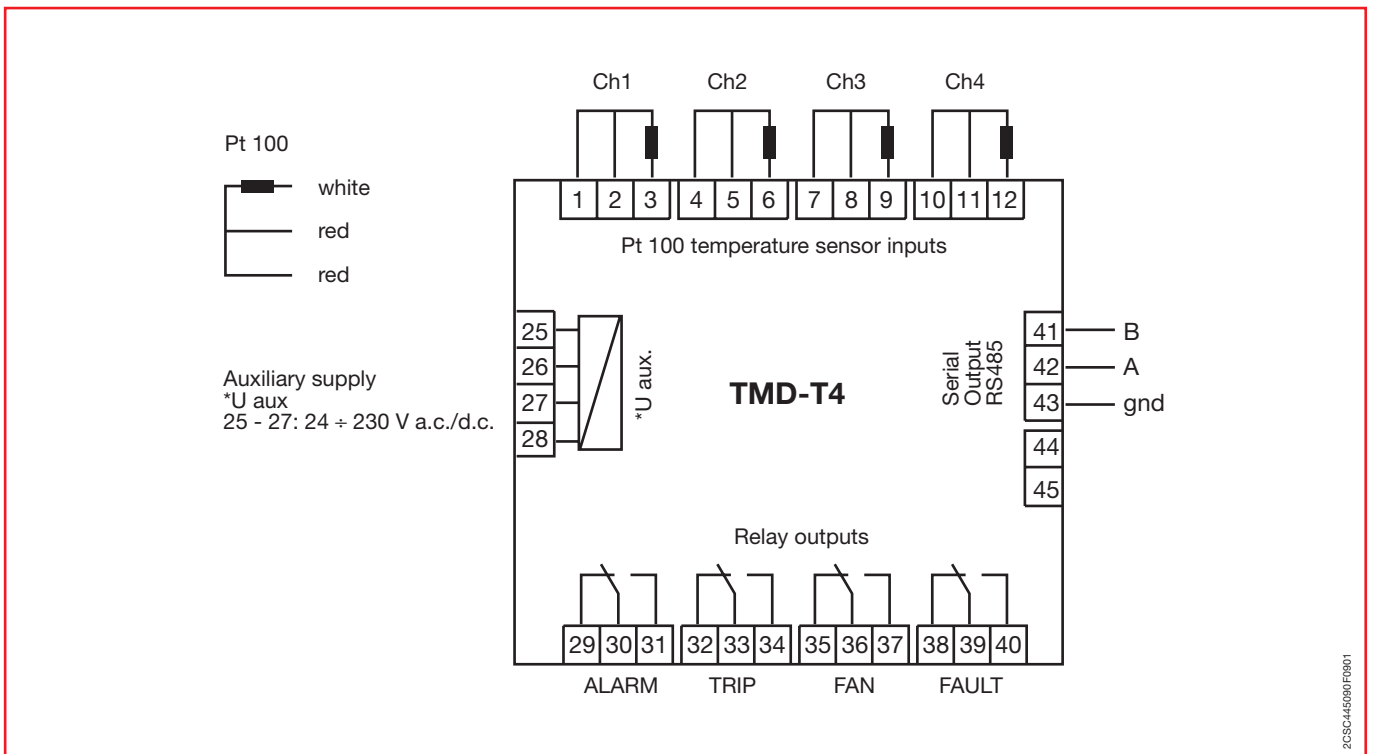 Ch1 Ch2 Ch3 Ch4
Pt 100
white
red
red
1 2 3 4 5 6 7 8 9 10 11 12
Pt 100 temperature sensor inputs
25
26
27
28
*U aux.
Auxiliary supply
*U aux
25 - 27: 24 ÷ 230 V a.c./d.c.
TMD-T4
Serial
Output
RS485
41 B
42 A
43 gnd
44
45
Relay outputs
29 30 31 32 33 34 35 36 37 38 39 40
ALARM TRIP FAN FAULT
2CSC445090F0901